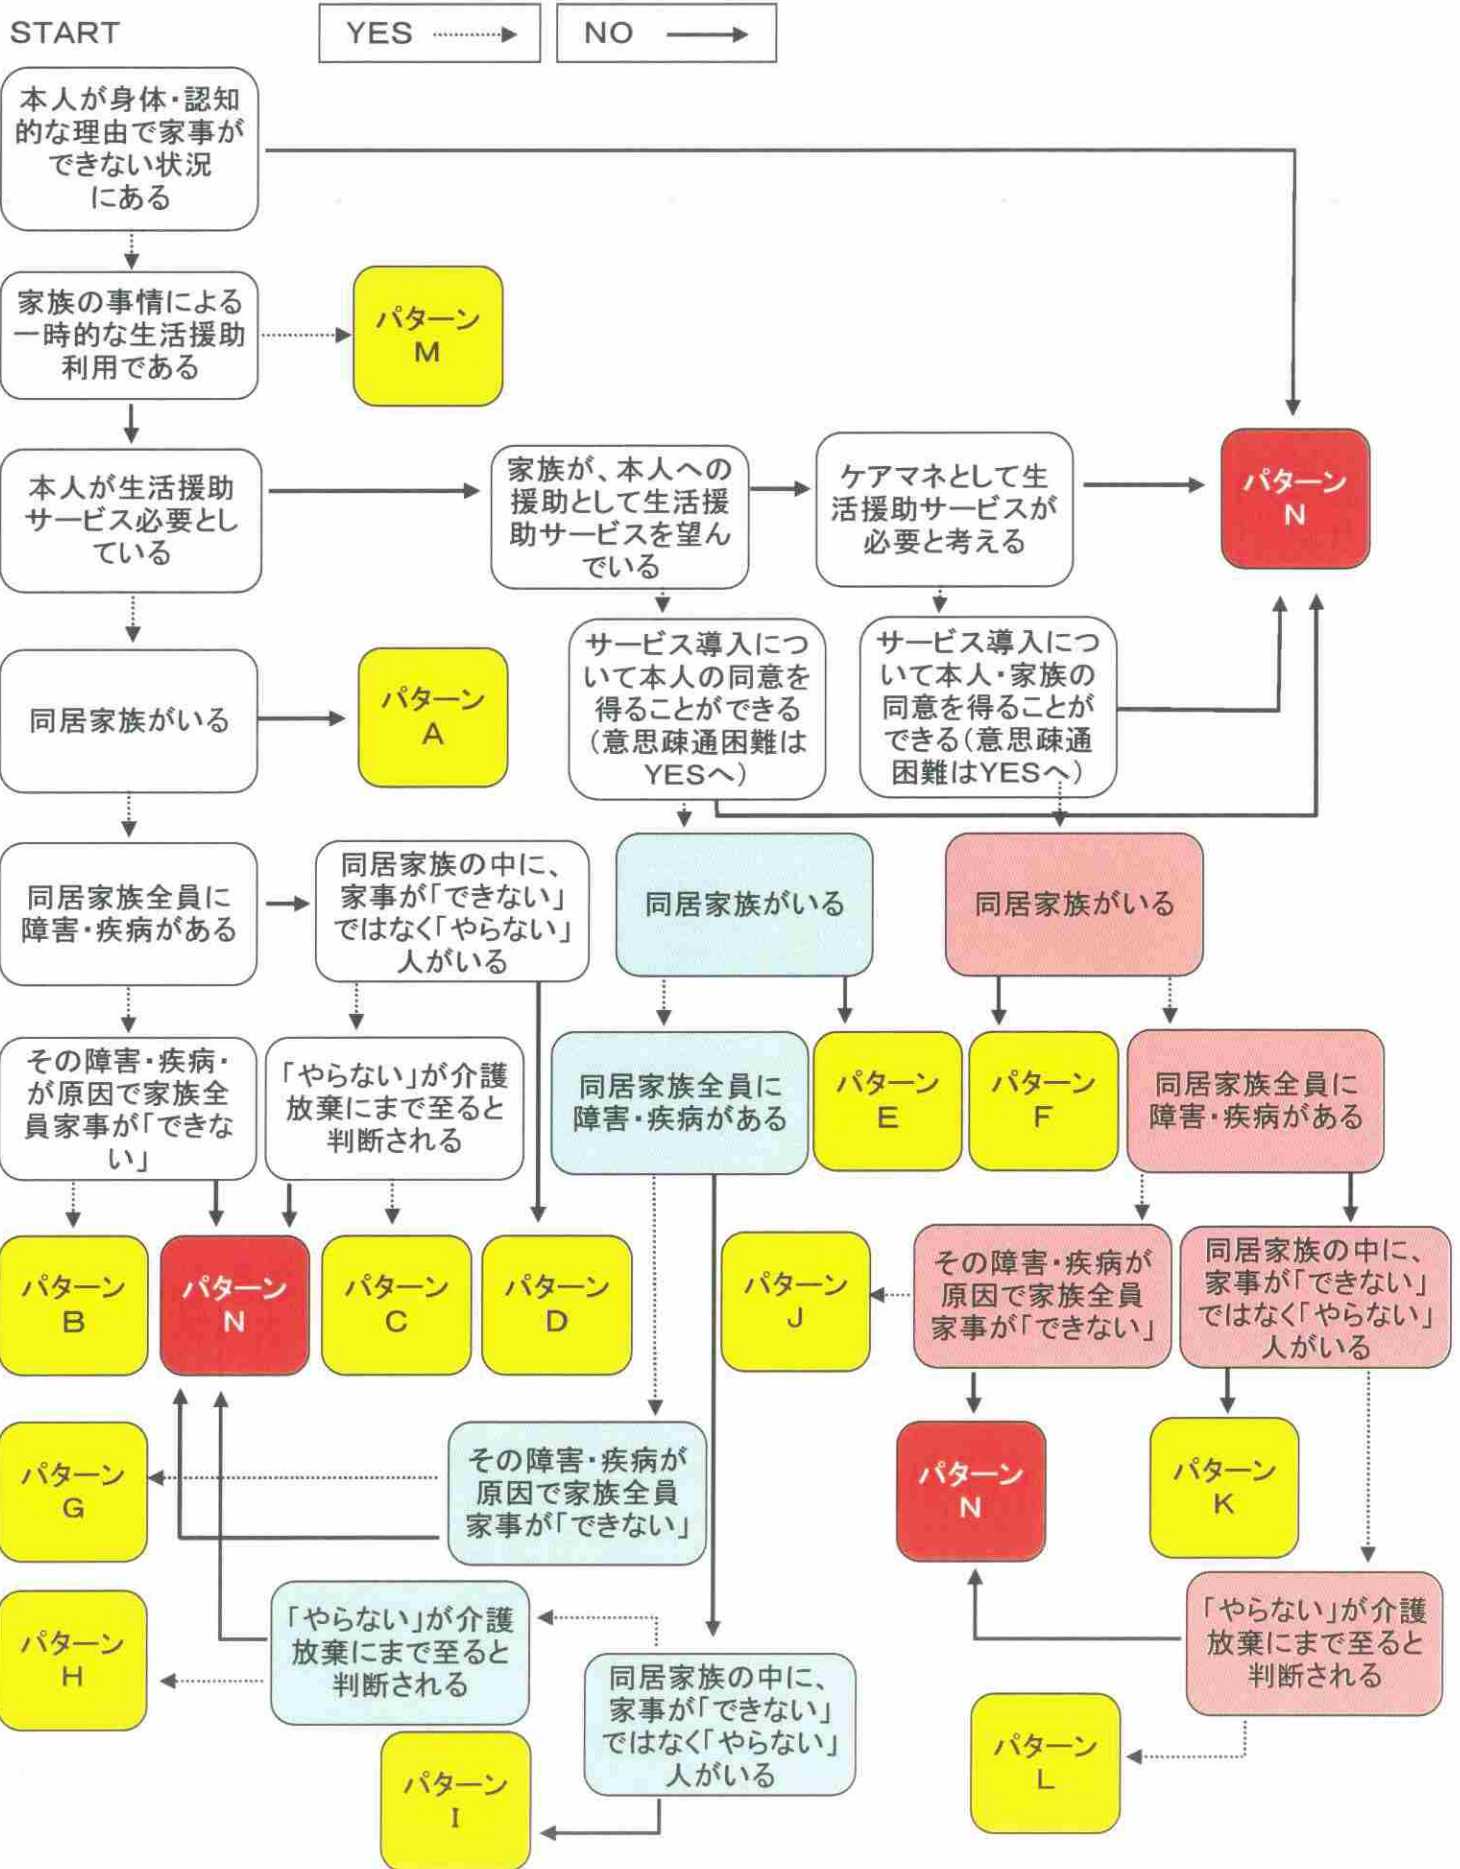 START
YES
NO
本人が身体・認知
的な理由で家事が
できない状況
にある
家族の事情による
一時的な生活援助
利用である
パターン
M
本人が生活援助
サービス必要とし
ている
家族が、本人への
援助として生活援
助サービスを望ん
でいる
ケアマネとして生
活援助サービスが
必要と考える
パターン
N
同居家族がいる
パターン
A
サービス導入につ
いて本人の同意を
得ることができる
(意思疎通困難は
YESへ)
サービス導入につ
いて本人・家族の
同意を得ることが
できる(意思疎通
困難はYESへ)
同居家族全員に
障害・疾病がある
同居家族の中に、
家事が「できない」
ではなく「やらない」
人がいる
同居家族がいる
同居家族がいる
その障害・疾病・
が原因で家族全
員家事が「できな
い」
「やらない」が介護
放棄にまで至ると
判断される
同居家族全員に
障害・疾病がある
パターン
E
パターン
F
同居家族全員に
障害・疾病がある
パターン
B
パターン
N
パターン
C
パターン
D
パターン
J
その障害・疾病が
原因で家族全員
家事が「できない」
同居家族の中に、
家事が「できない」
ではなく「やらない」
人がいる
パターン
G
その障害・疾病が
原因で家族全員
家事が「できない」
パターン
N
パターン
K
パターン
H
「やらない」が介護
放棄にまで至ると
判断される
同居家族の中に、
家事が「できない」
ではなく「やらない」
人がいる
「やらない」が介護
放棄にまで至ると
判断される
パターン
I
パターン
L